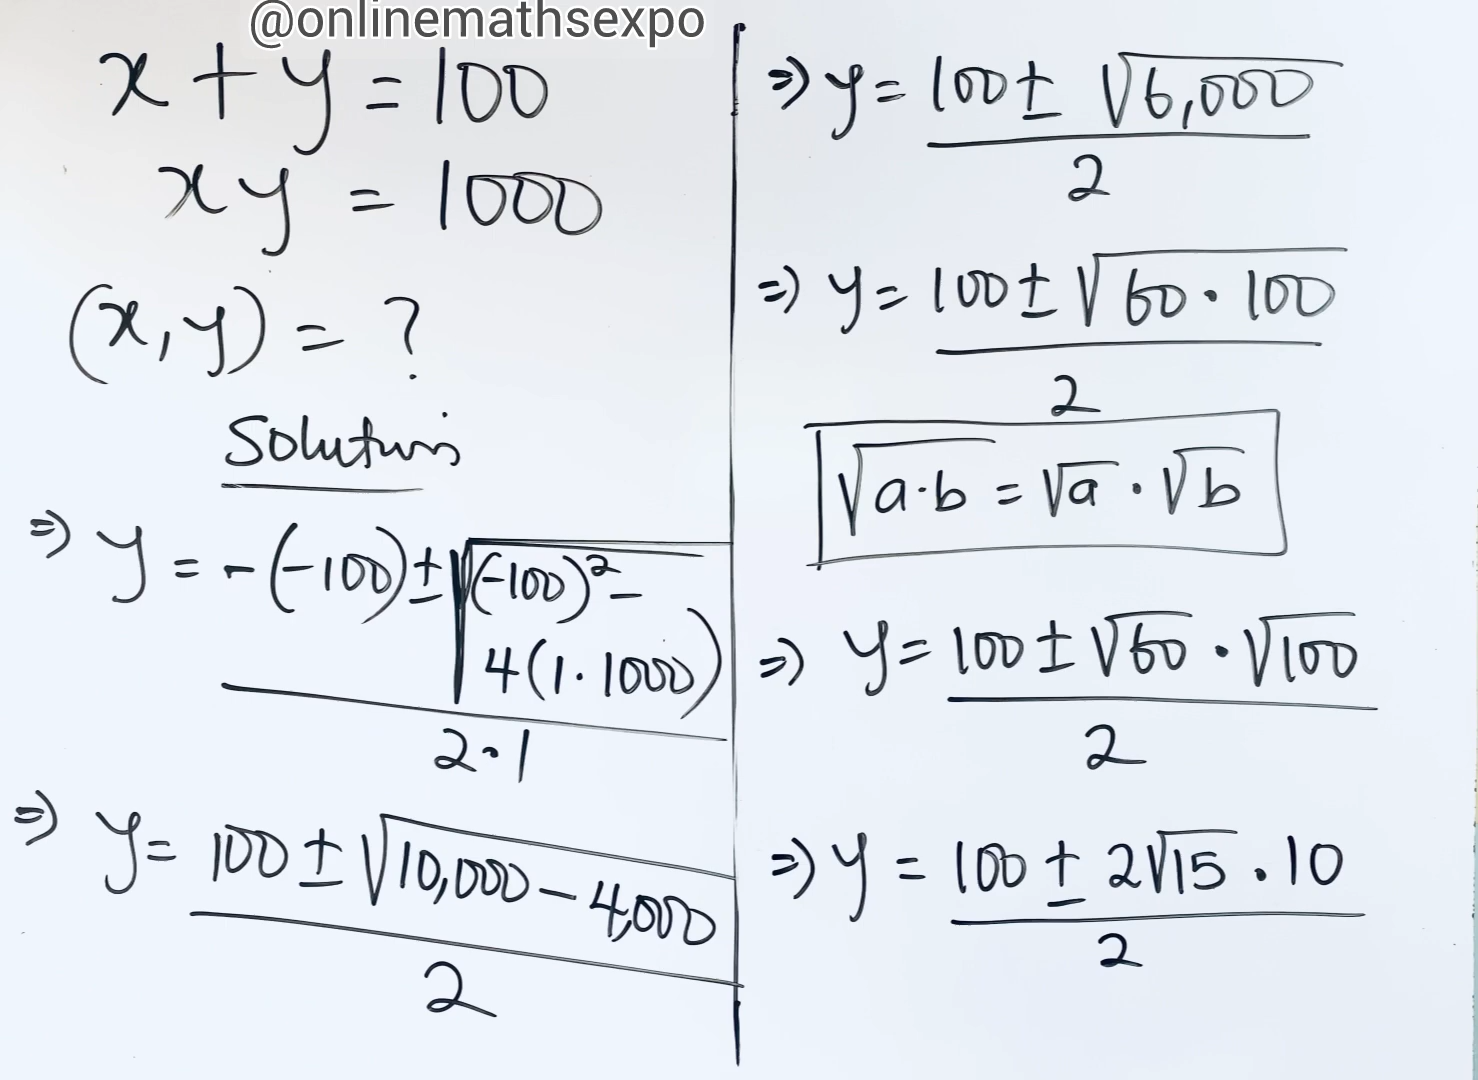 @onlinemathsexpo
x + y = 100
xy = 1000
(x, y) = ?
Solution
⇒ y = -(-100) ± √((-100)² -
4(1·1000))
2·1
⇒ y = 100 ± √(10,000 - 4,000)
2
⇒ y = 100 ± √6,000
2
⇒ y = 100 ± √(60 · 100)
2
√(a·b) = √a · √b
⇒ y = 100 ± √60 · √100
2
⇒ y = 100 ± 2√15 · 10
2